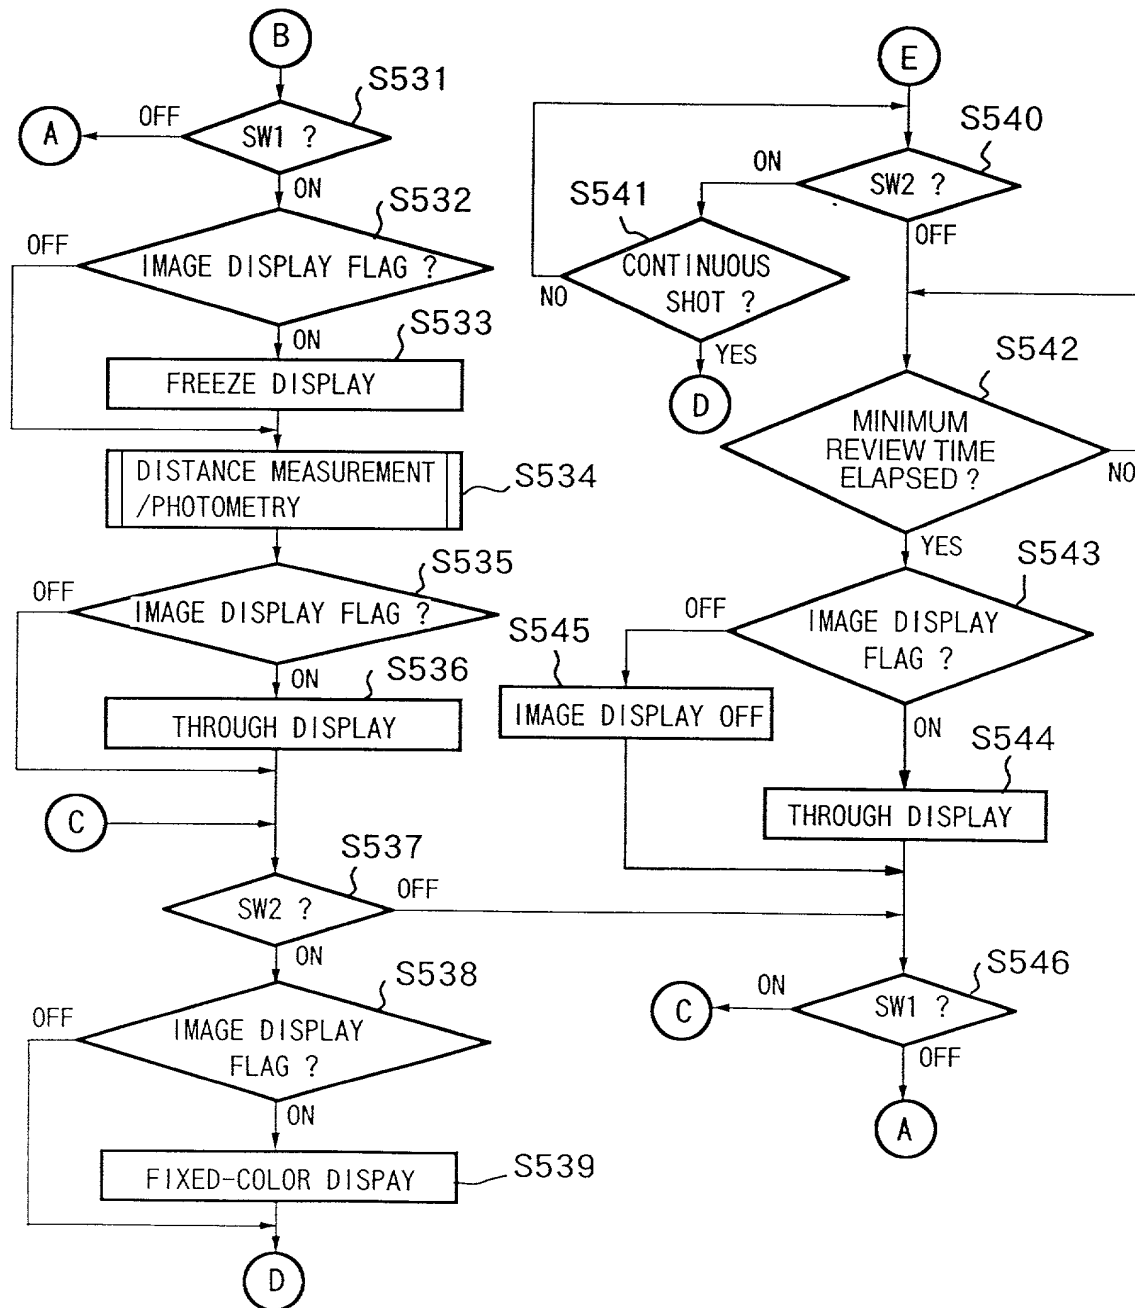 B
S531
OFF
A
SW1 ?
ON
S532
OFF
IMAGE DISPLAY FLAG ?
ON
S533
FREEZE DISPLAY
DISTANCE MEASUREMENT
/PHOTOMETRY
S534
S535
OFF
IMAGE DISPLAY FLAG ?
ON
S536
THROUGH DISPLAY
C
S537
SW2 ?
OFF
ON
S538
OFF
IMAGE DISPLAY
FLAG ?
ON
FIXED-COLOR DISPAY
S539
D
E
S540
ON
SW2 ?
OFF
S541
CONTINUOUS
SHOT ?
NO
YES
D
S542
MINIMUM
REVIEW TIME
ELAPSED ?
NO
YES
S543
OFF
IMAGE DISPLAY
FLAG ?
S545
IMAGE DISPLAY OFF
ON
S544
THROUGH DISPLAY
S546
ON
C
SW1 ?
OFF
A